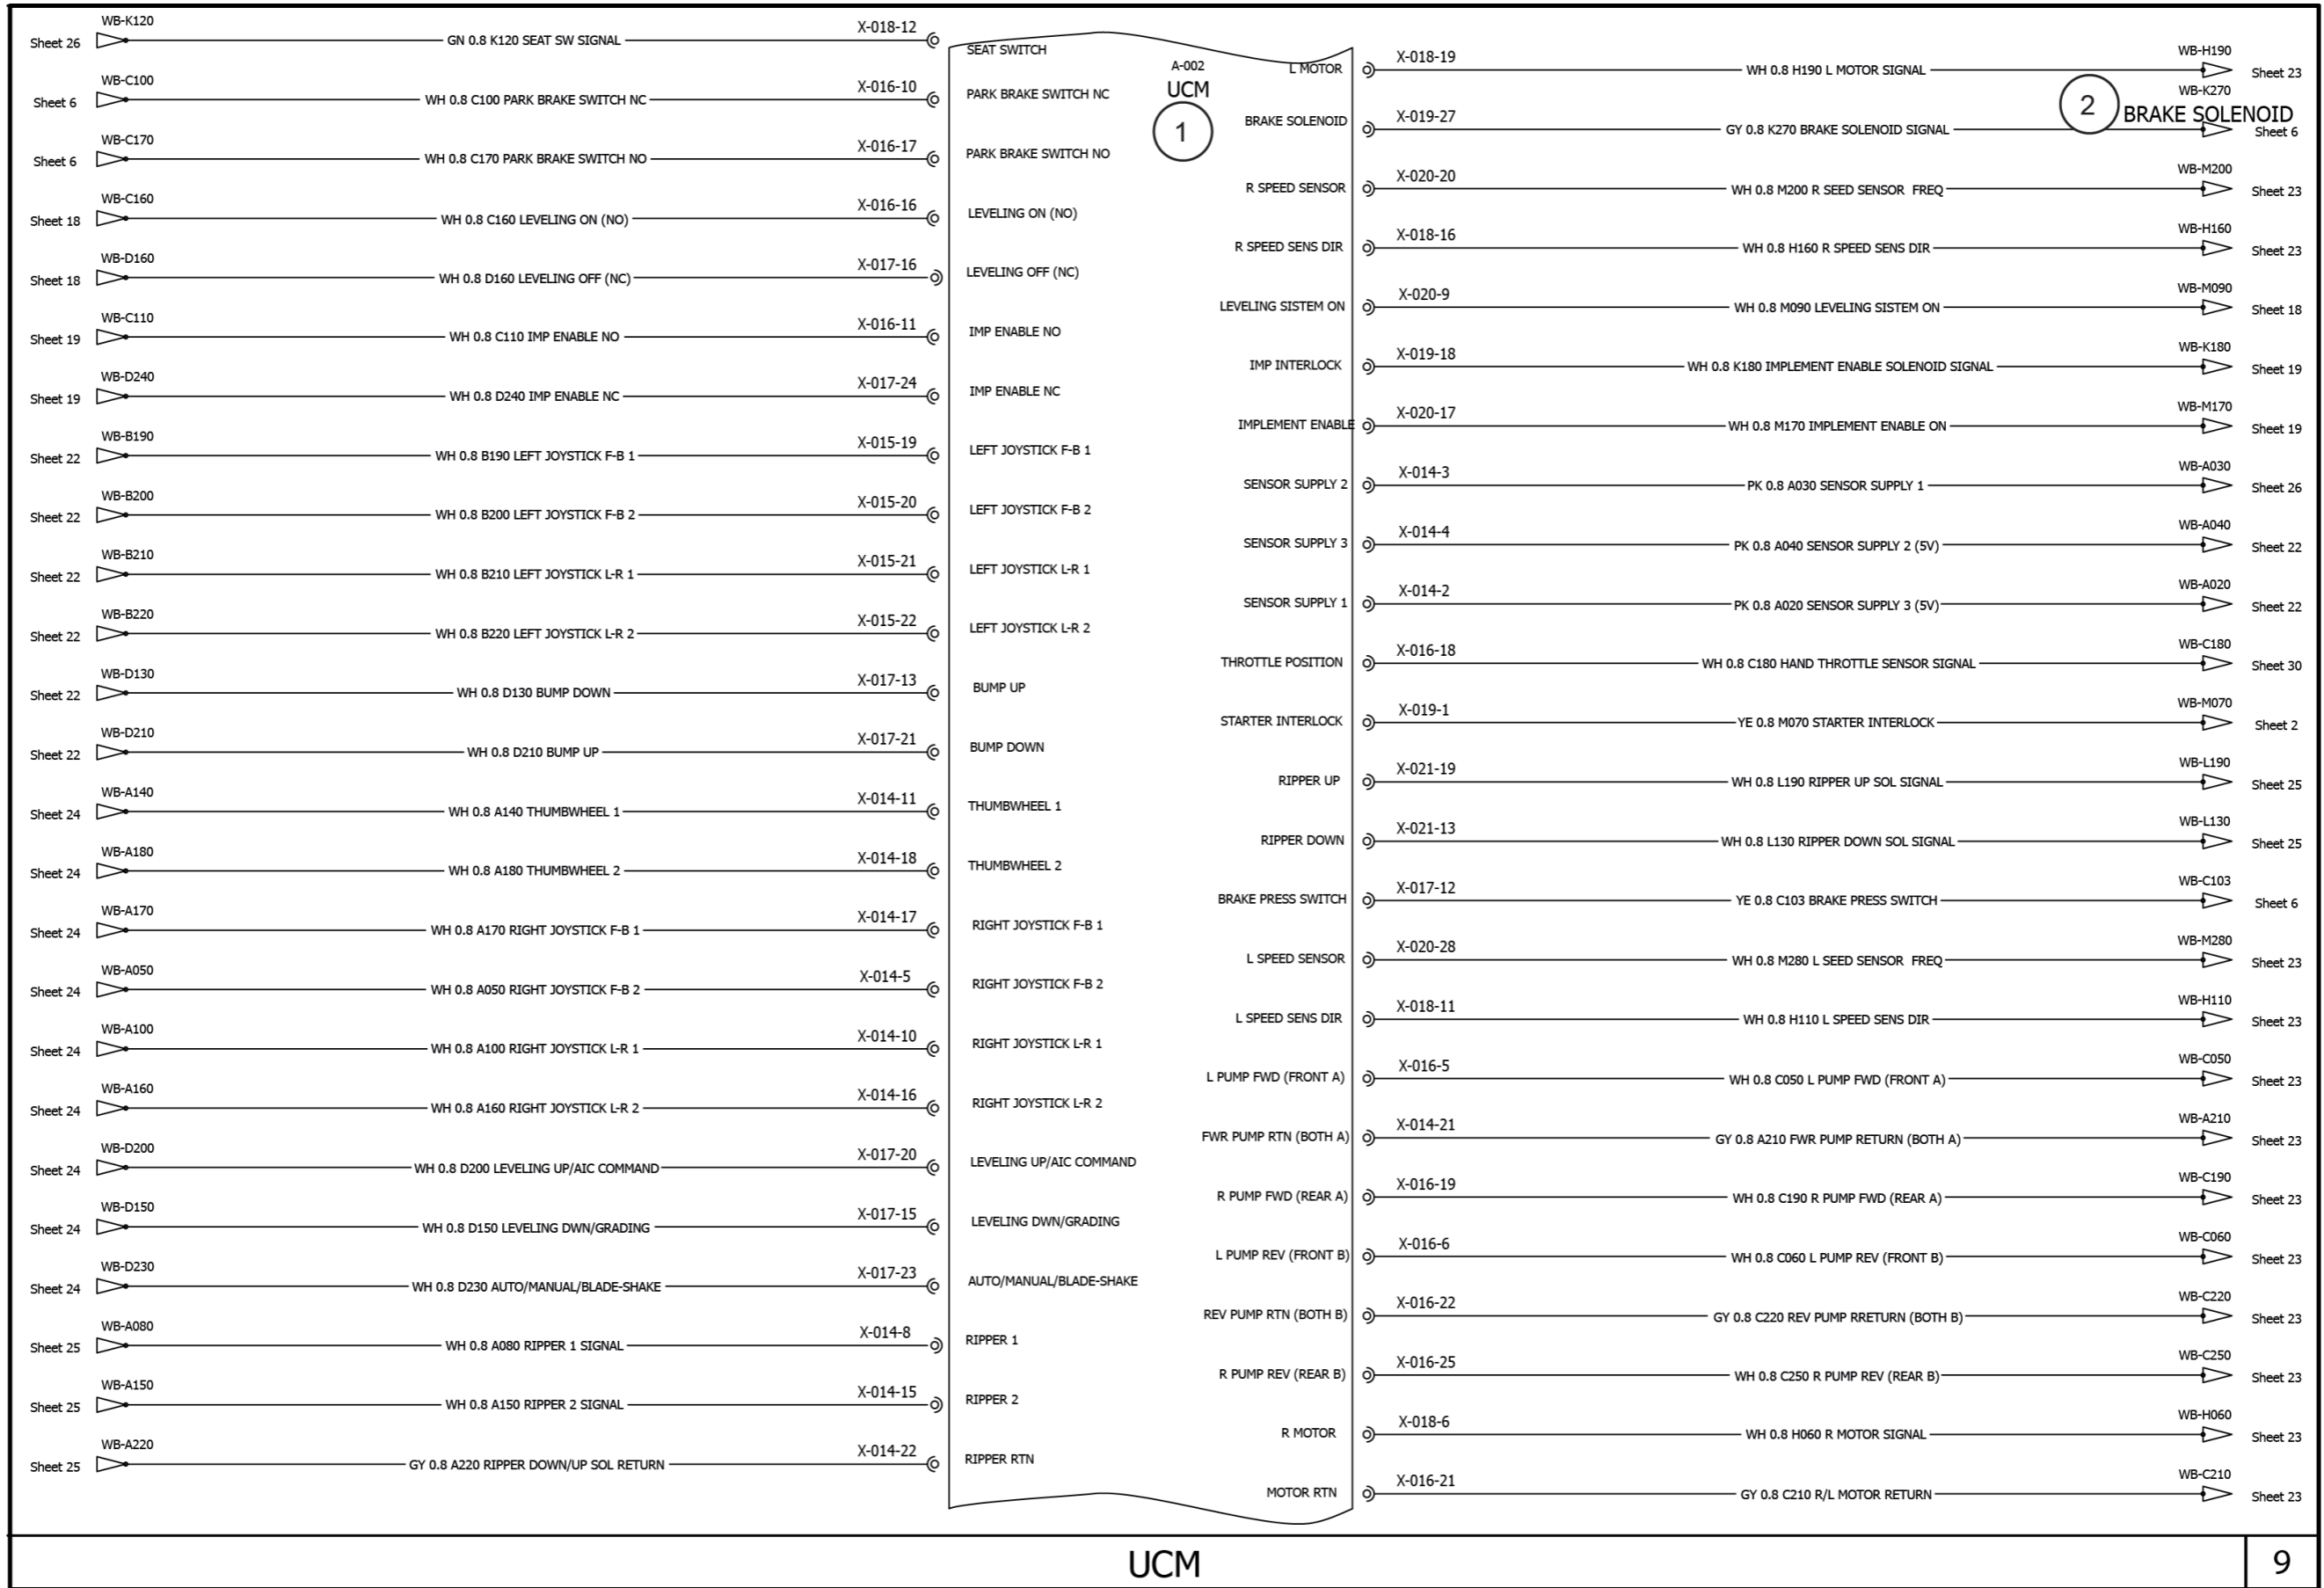 WB-K120
Sheet 26
GN 0.8 K120 SEAT SW SIGNAL
X-018-12
SEAT SWITCH
WB-C100
Sheet 6
WH 0.8 C100 PARK BRAKE SWITCH NC
X-016-10
PARK BRAKE SWITCH NC
WB-C170
Sheet 6
WH 0.8 C170 PARK BRAKE SWITCH NO
X-016-17
PARK BRAKE SWITCH NO
WB-C160
Sheet 18
WH 0.8 C160 LEVELING ON (NO)
X-016-16
LEVELING ON (NO)
WB-D160
Sheet 18
WH 0.8 D160 LEVELING OFF (NC)
X-017-16
LEVELING OFF (NC)
WB-C110
Sheet 19
WH 0.8 C110 IMP ENABLE NO
X-016-11
IMP ENABLE NO
WB-D240
Sheet 19
WH 0.8 D240 IMP ENABLE NC
X-017-24
IMP ENABLE NC
WB-B190
Sheet 22
WH 0.8 B190 LEFT JOYSTICK F-B 1
X-015-19
LEFT JOYSTICK F-B 1
WB-B200
Sheet 22
WH 0.8 B200 LEFT JOYSTICK F-B 2
X-015-20
LEFT JOYSTICK F-B 2
WB-B210
Sheet 22
WH 0.8 B210 LEFT JOYSTICK L-R 1
X-015-21
LEFT JOYSTICK L-R 1
WB-B220
Sheet 22
WH 0.8 B220 LEFT JOYSTICK L-R 2
X-015-22
LEFT JOYSTICK L-R 2
WB-D130
Sheet 22
WH 0.8 D130 BUMP DOWN
X-017-13
BUMP UP
WB-D210
Sheet 22
WH 0.8 D210 BUMP UP
X-017-21
BUMP DOWN
WB-A140
Sheet 24
WH 0.8 A140 THUMBWHEEL 1
X-014-11
THUMBWHEEL 1
WB-A180
Sheet 24
WH 0.8 A180 THUMBWHEEL 2
X-014-18
THUMBWHEEL 2
WB-A170
Sheet 24
WH 0.8 A170 RIGHT JOYSTICK F-B 1
X-014-17
RIGHT JOYSTICK F-B 1
WB-A050
Sheet 24
WH 0.8 A050 RIGHT JOYSTICK F-B 2
X-014-5
RIGHT JOYSTICK F-B 2
WB-A100
Sheet 24
WH 0.8 A100 RIGHT JOYSTICK L-R 1
X-014-10
RIGHT JOYSTICK L-R 1
WB-A160
Sheet 24
WH 0.8 A160 RIGHT JOYSTICK L-R 2
X-014-16
RIGHT JOYSTICK L-R 2
WB-D200
Sheet 24
WH 0.8 D200 LEVELING UP/AIC COMMAND
X-017-20
LEVELING UP/AIC COMMAND
WB-D150
Sheet 24
WH 0.8 D150 LEVELING DWN/GRADING
X-017-15
LEVELING DWN/GRADING
WB-D230
Sheet 24
WH 0.8 D230 AUTO/MANUAL/BLADE-SHAKE
X-017-23
AUTO/MANUAL/BLADE-SHAKE
WB-A080
Sheet 25
WH 0.8 A080 RIPPER 1 SIGNAL
X-014-8
RIPPER 1
WB-A150
Sheet 25
WH 0.8 A150 RIPPER 2 SIGNAL
X-014-15
RIPPER 2
WB-A220
Sheet 25
GY 0.8 A220 RIPPER DOWN/UP SOL RETURN
X-014-22
RIPPER RTN
A-002
UCM
1
L MOTOR
X-018-19
WH 0.8 H190 L MOTOR SIGNAL
WB-H190
Sheet 23
BRAKE SOLENOID
X-019-27
GY 0.8 K270 BRAKE SOLENOID SIGNAL
2
WB-K270
BRAKE SOLENOID
Sheet 6
R SPEED SENSOR
X-020-20
WH 0.8 M200 R SEED SENSOR FREQ
WB-M200
Sheet 23
R SPEED SENS DIR
X-018-16
WH 0.8 H160 R SPEED SENS DIR
WB-H160
Sheet 23
LEVELING SISTEM ON
X-020-9
WH 0.8 M090 LEVELING SISTEM ON
WB-M090
Sheet 18
IMP INTERLOCK
X-019-18
WH 0.8 K180 IMPLEMENT ENABLE SOLENOID SIGNAL
WB-K180
Sheet 19
IMPLEMENT ENABLE
X-020-17
WH 0.8 M170 IMPLEMENT ENABLE ON
WB-M170
Sheet 19
SENSOR SUPPLY 2
X-014-3
PK 0.8 A030 SENSOR SUPPLY 1
WB-A030
Sheet 26
SENSOR SUPPLY 3
X-014-4
PK 0.8 A040 SENSOR SUPPLY 2 (5V)
WB-A040
Sheet 22
SENSOR SUPPLY 1
X-014-2
PK 0.8 A020 SENSOR SUPPLY 3 (5V)
WB-A020
Sheet 22
THROTTLE POSITION
X-016-18
WH 0.8 C180 HAND THROTTLE SENSOR SIGNAL
WB-C180
Sheet 30
STARTER INTERLOCK
X-019-1
YE 0.8 M070 STARTER INTERLOCK
WB-M070
Sheet 2
RIPPER UP
X-021-19
WH 0.8 L190 RIPPER UP SOL SIGNAL
WB-L190
Sheet 25
RIPPER DOWN
X-021-13
WH 0.8 L130 RIPPER DOWN SOL SIGNAL
WB-L130
Sheet 25
BRAKE PRESS SWITCH
X-017-12
YE 0.8 C103 BRAKE PRESS SWITCH
WB-C103
Sheet 6
L SPEED SENSOR
X-020-28
WH 0.8 M280 L SEED SENSOR FREQ
WB-M280
Sheet 23
L SPEED SENS DIR
X-018-11
WH 0.8 H110 L SPEED SENS DIR
WB-H110
Sheet 23
L PUMP FWD (FRONT A)
X-016-5
WH 0.8 C050 L PUMP FWD (FRONT A)
WB-C050
Sheet 23
FWR PUMP RTN (BOTH A)
X-014-21
GY 0.8 A210 FWR PUMP RETURN (BOTH A)
WB-A210
Sheet 23
R PUMP FWD (REAR A)
X-016-19
WH 0.8 C190 R PUMP FWD (REAR A)
WB-C190
Sheet 23
L PUMP REV (FRONT B)
X-016-6
WH 0.8 C060 L PUMP REV (FRONT B)
WB-C060
Sheet 23
REV PUMP RTN (BOTH B)
X-016-22
GY 0.8 C220 REV PUMP RRETURN (BOTH B)
WB-C220
Sheet 23
R PUMP REV (REAR B)
X-016-25
WH 0.8 C250 R PUMP REV (REAR B)
WB-C250
Sheet 23
R MOTOR
X-018-6
WH 0.8 H060 R MOTOR SIGNAL
WB-H060
Sheet 23
MOTOR RTN
X-016-21
GY 0.8 C210 R/L MOTOR RETURN
WB-C210
Sheet 23
UCM
9